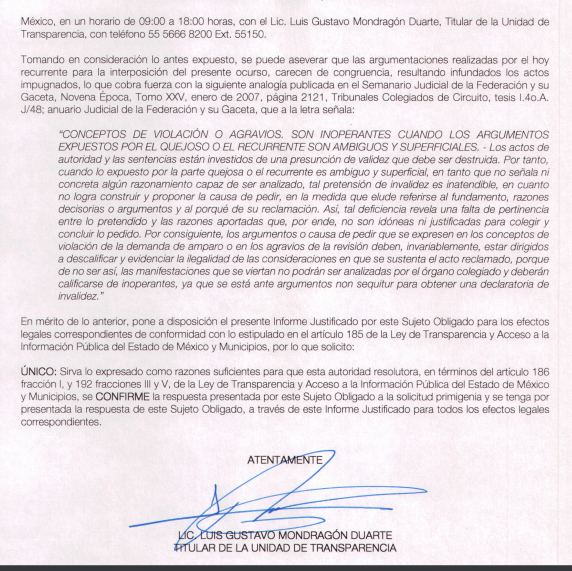 México, en un horario de 09:00 a 18:00 horas, con el Lic. Luis Gustavo Mondragón Duarte, Titular de la Unidad de
Transparencia, con teléfono 55 5666 8200 Ext. 55150.
Tomando en consideración lo antes expuesto, se puede aseverar que las argumentaciones realizadas por el hoy
recurrente para la interposición del presente ocurso, carecen de congruencia, resultando infundados los actos
impugnados, lo que cobra fuerza con la siguiente analogía publicada en el Semanario Judicial de la Federación y su
Gaceta, Novena Época, Tomo XXV, enero de 2007, página 2121, Tribunales Colegiados de Circuito, tesis I.4o.A.
J/48; anuario Judicial de la Federación y su Gaceta, que a la letra señala:
“CONCEPTOS DE VIOLACIÓN O AGRAVIOS. SON INOPERANTES CUANDO LOS ARGUMENTOS
EXPUESTOS POR EL QUEJOSO O EL RECURRENTE SON AMBIGUOS Y SUPERFICIALES. - Los actos de
autoridad y las sentencias están investidos de una presunción de validez que debe ser destruida. Por tanto,
cuando lo expuesto por la parte quejosa o el recurrente es ambiguo y superficial, en tanto que no señala ni
concreta algún razonamiento capaz de ser analizado, tal pretensión de invalidez es inatendible, en cuanto
no logra construir y proponer la causa de pedir, en la medida que elude referirse al fundamento, razones
decisorias o argumentos y al porqué de su reclamación. Así, tal deficiencia revela una falta de pertinencia
entre lo pretendido y las razones aportadas que, por ende, no son idóneas ni justificadas para colegir y
concluir lo pedido. Por consiguiente, los argumentos o causa de pedir que se expresen en los conceptos de
violación de la demanda de amparo o en los agravios de la revisión deben, invariablemente, estar dirigidos
a descalificar y evidenciar la ilegalidad de las consideraciones en que se sustenta el acto reclamado, porque
de no ser así, las manifestaciones que se viertan no podrán ser analizadas por el órgano colegiado y deberán
calificarse de inoperantes, ya que se está ante argumentos non sequitur para obtener una declaratoria de
invalidez.”
En mérito de lo anterior, pone a disposición el presente Informe Justificado por este Sujeto Obligado para los efectos
legales correspondientes de conformidad con lo estipulado en el artículo 185 de la Ley de Transparencia y Acceso a la
Información Pública del Estado de México y Municipios, por lo que solicito:
ÚNICO: Sirva lo expresado como razones suficientes para que esta autoridad resolutora, en términos del artículo 186
fracción I, y 192 fracciones III y V, de la Ley de Transparencia y Acceso a la Información Pública del Estado de México
y Municipios, se CONFIRME la respuesta presentada por este Sujeto Obligado a la solicitud primigenia y se tenga por
presentada la respuesta de este Sujeto Obligado, a través de este Informe Justificado para todos los efectos legales
correspondientes.
ATENTAMENTE
LIC. LUIS GUSTAVO MONDRAGÓN DUARTE
TITULAR DE LA UNIDAD DE TRANSPARENCIA